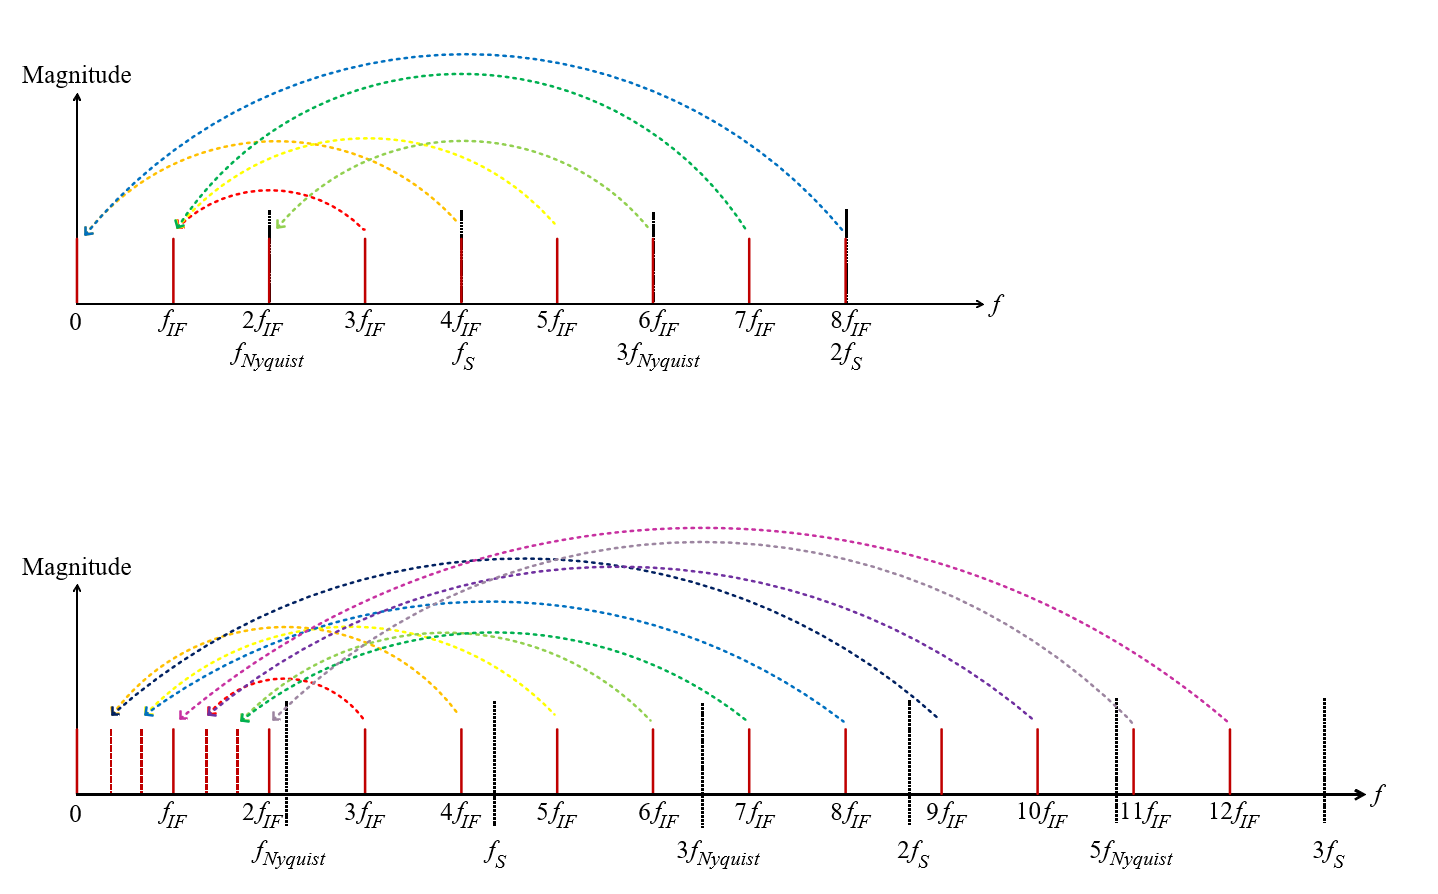 Magnitude
f
0 fIF 2fIF 3fIF 4fIF 5fIF 6fIF 7fIF 8fIF
fNyquist fS 3fNyquist 2fS
Magnitude
f
0 fIF 2fIF 3fIF 4fIF 5fIF 6fIF 7fIF 8fIF 9fIF 10fIF 11fIF 12fIF
fNyquist fS 3fNyquist 2fS 5fNyquist 3fS